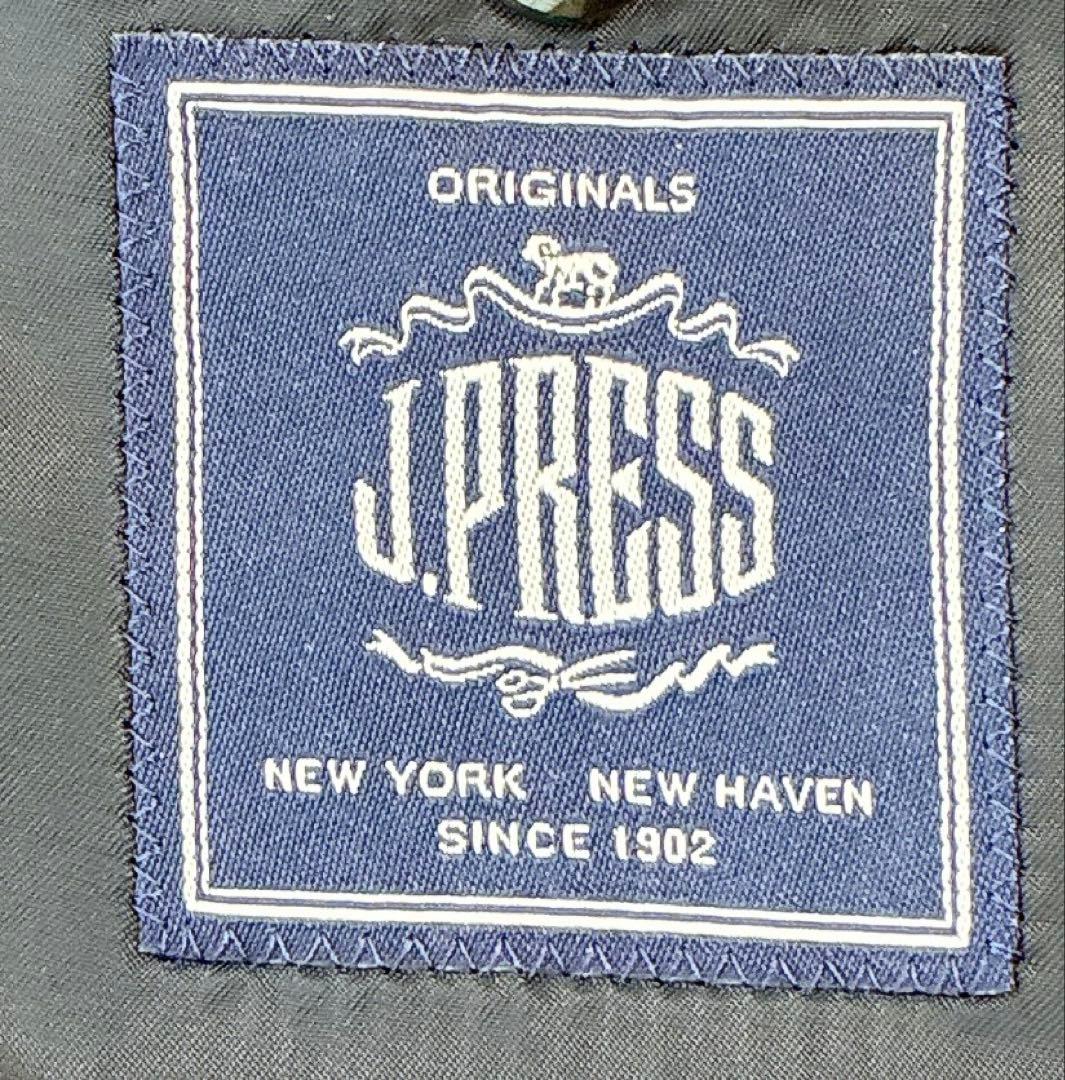 ORIGINALS
J.PRESS
NEW YORK NEW HAVEN
SINCE 1902